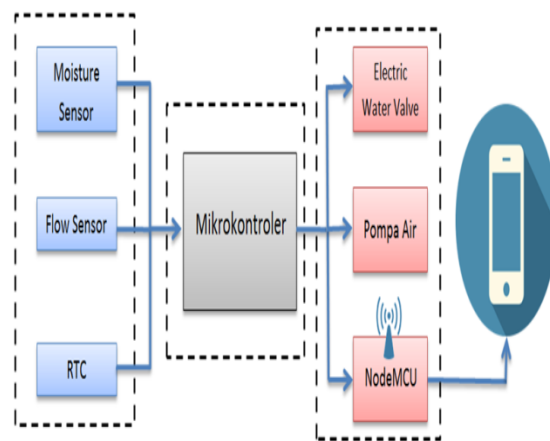 Moisture
Sensor
Flow Sensor
RTC
Mikrokontroler
Electric
Water Valve
Pompa Air
NodeMCU